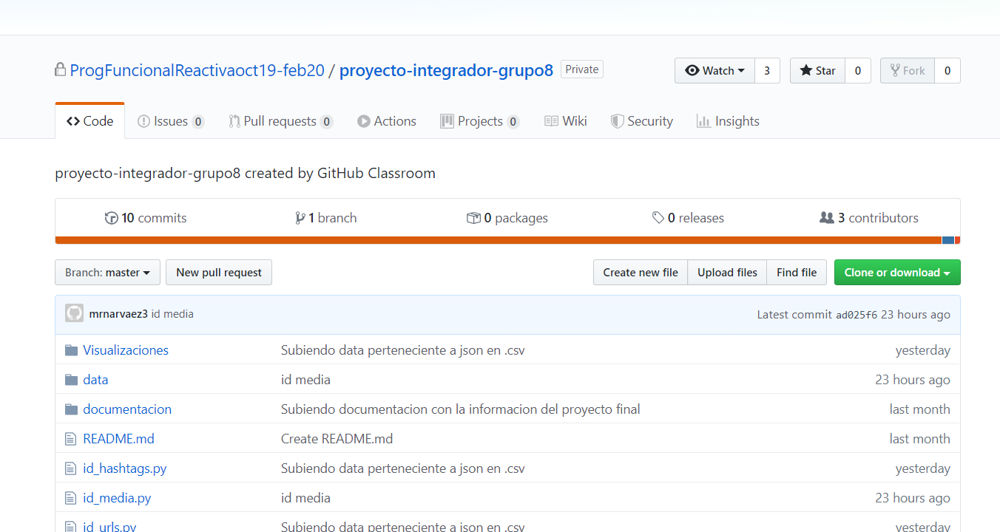 ProgFuncionalReactivaoct19-feb20 / proyecto-integrador-grupo8 Private Watch 3 Star 0 Fork 0
Code Issues 0 Pull requests 0 Actions Projects 0 Wiki Security Insights
proyecto-integrador-grupo8 created by GitHub Classroom
10 commits 1 branch 0 packages 0 releases 3 contributors
Branch: master New pull request Create new file Upload files Find file Clone or download
mrnarvaez3 id media Latest commit ad025f6 23 hours ago
Visualizaciones Subiendo data perteneciente a json en .csv yesterday
data id media 23 hours ago
documentacion Subiendo documentacion con la informacion del proyecto final last month
README.md Create README.md last month
id_hashtags.py Subiendo data perteneciente a json en .csv yesterday
id_media.py id media 23 hours ago
id_urls.py Subiendo data perteneciente a json en .csv yesterday